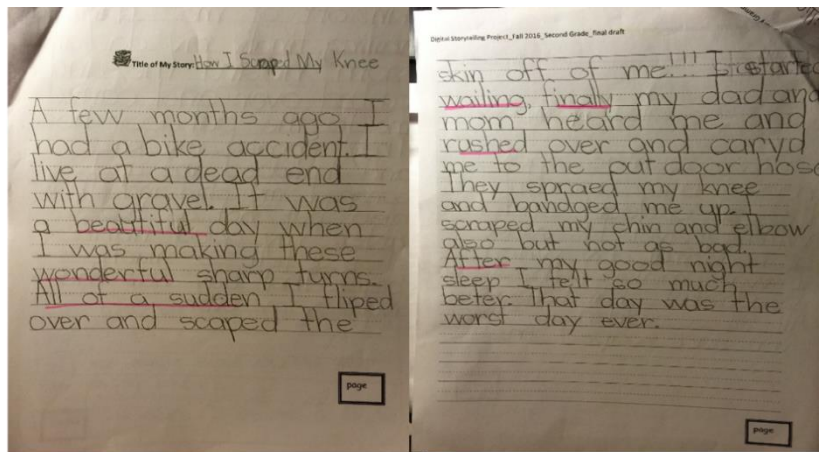 Title of My Story: How I Scraped My Knee
A few months ago I
had a bike accident. I
live at a dead end
with gravel. It was
a beautiful day when
I was making these
wonderful sharp turns.
All of a sudden I fliped
over and scaped the
page
Digital Storytelling Project_Fall 2016_Second Grade_final draft
skin off of me!!! I started
wailing, finally my dad and
mom heard me and
rushed over and caryd
me to the out door hose
They spraed my knee
and bandged me up. I
scraped my chin and elbow
also but not as bad.
After my good night
sleep I felt so much
beter. That day was the
worst day ever.
page